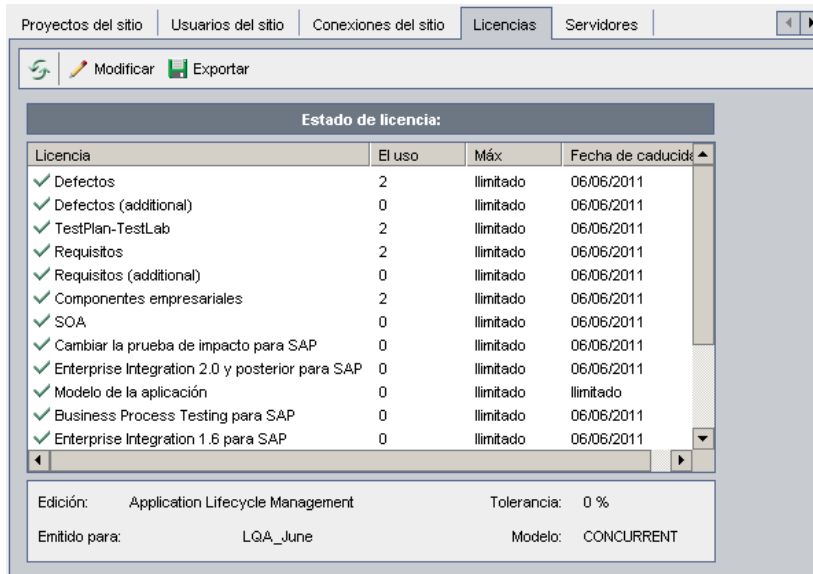 Proyectos del sitio Usuarios del sitio Conexiones del sitio Licencias Servidores
Modificar Exportar
Estado de licencia:
Licencia El uso Máx Fecha de caducida
Defectos 2 Ilimitado 06/06/2011
Defectos (additional) 0 Ilimitado 06/06/2011
TestPlan-TestLab 2 Ilimitado 06/06/2011
Requisitos 2 Ilimitado 06/06/2011
Requisitos (additional) 0 Ilimitado 06/06/2011
Componentes empresariales 2 Ilimitado 06/06/2011
SOA 0 Ilimitado 06/06/2011
Cambiar la prueba de impacto para SAP 0 Ilimitado 06/06/2011
Enterprise Integration 2.0 y posterior para SAP 0 Ilimitado 06/06/2011
Modelo de la aplicación 0 Ilimitado Ilimitado
Business Process Testing para SAP 0 Ilimitado 06/06/2011
Enterprise Integration 1.6 para SAP 0 Ilimitado 06/06/2011
Edición: Application Lifecycle Management Tolerancia: 0 %
Emitido para: LQA_June Modelo: CONCURRENT